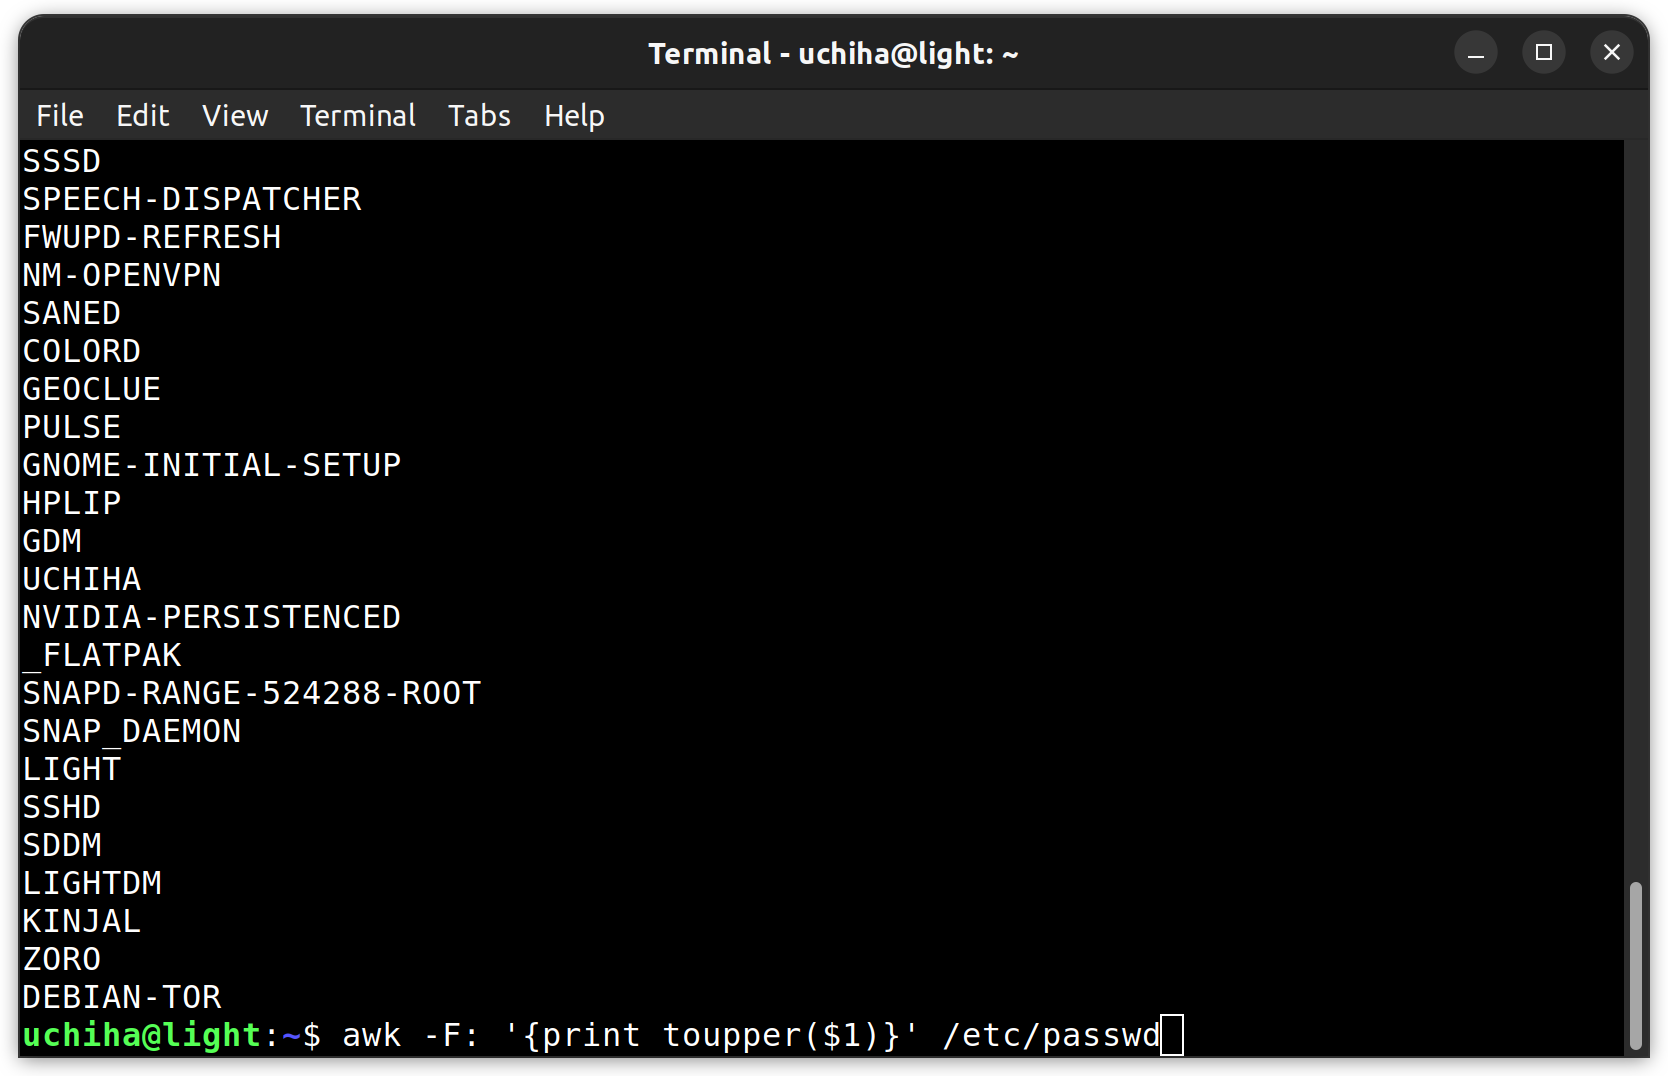 Terminal - uchiha@light: ~
File Edit View Terminal Tabs Help
SSSD
SPEECH-DISPATCHER
FWUPD-REFRESH
NM-OPENVPN
SANED
COLORD
GEOCLUE
PULSE
GNOME-INITIAL-SETUP
HPLIP
GDM
UCHIHA
NVIDIA-PERSISTENCED
_FLATPAK
SNAPD-RANGE-524288-ROOT
SNAP_DAEMON
LIGHT
SSHD
SDDM
LIGHTDM
KINJAL
ZORO
DEBIAN-TOR
uchiha@light:~$ awk -F: '{print toupper($1)}' /etc/passwd